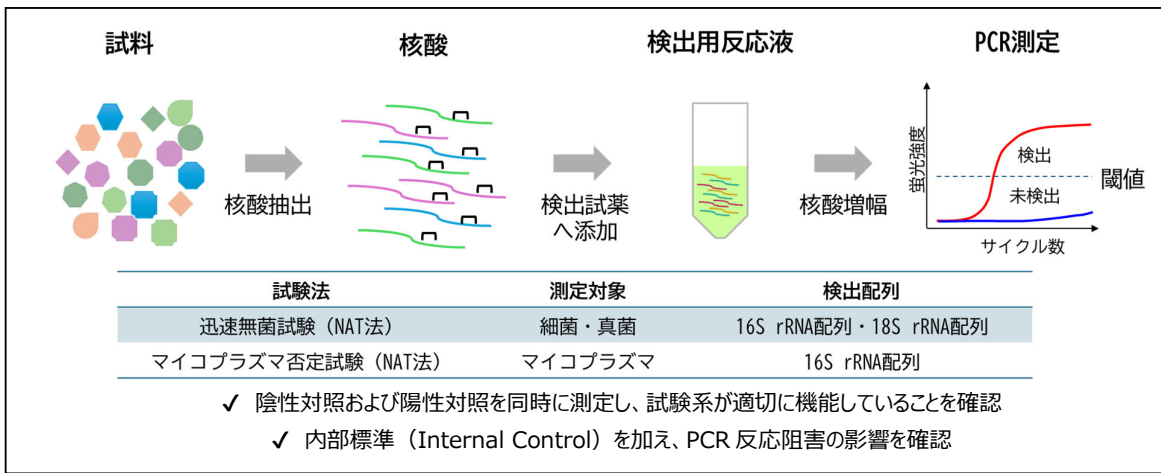 試料 核酸 検出用反応液 PCR測定
核酸抽出
検出試薬
へ添加
核酸増幅
蛍光強度
検出
未検出
閾値
サイクル数
試験法 測定対象 検出配列
迅速無菌試験（NAT法） 細菌・真菌 16S rRNA配列・18S rRNA配列
マイコプラズマ否定試験（NAT法） マイコプラズマ 16S rRNA配列
✓ 陰性対照および陽性対照を同時に測定し、試験系が適切に機能していることを確認
✓ 内部標準（Internal Control）を加え、PCR 反応阻害の影響を確認